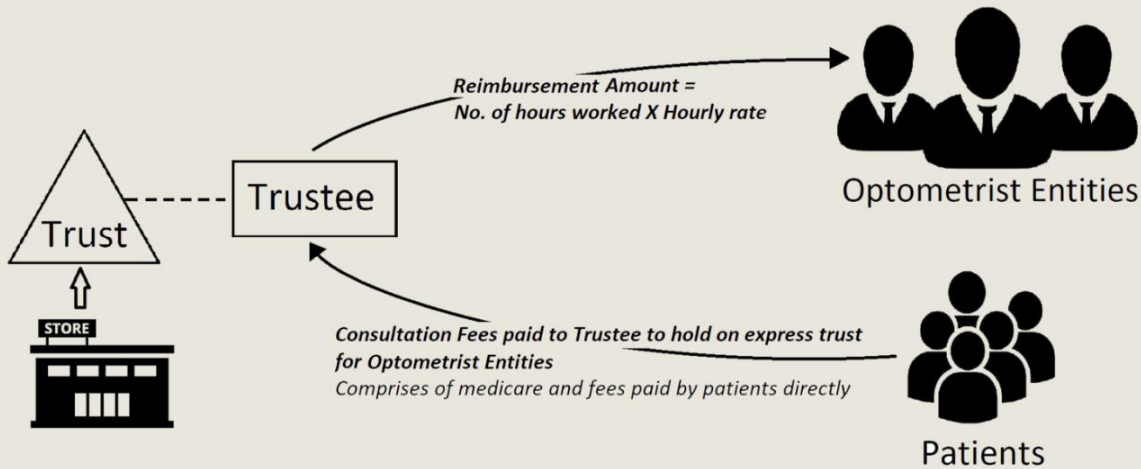 Reimbursement Amount =
No. of hours worked X Hourly rate
Optometrist Entities
Trust
Trustee
STORE
Consultation Fees paid to Trustee to hold on express trust
for Optometrist Entities
Comprises of medicare and fees paid by patients directly
Patients